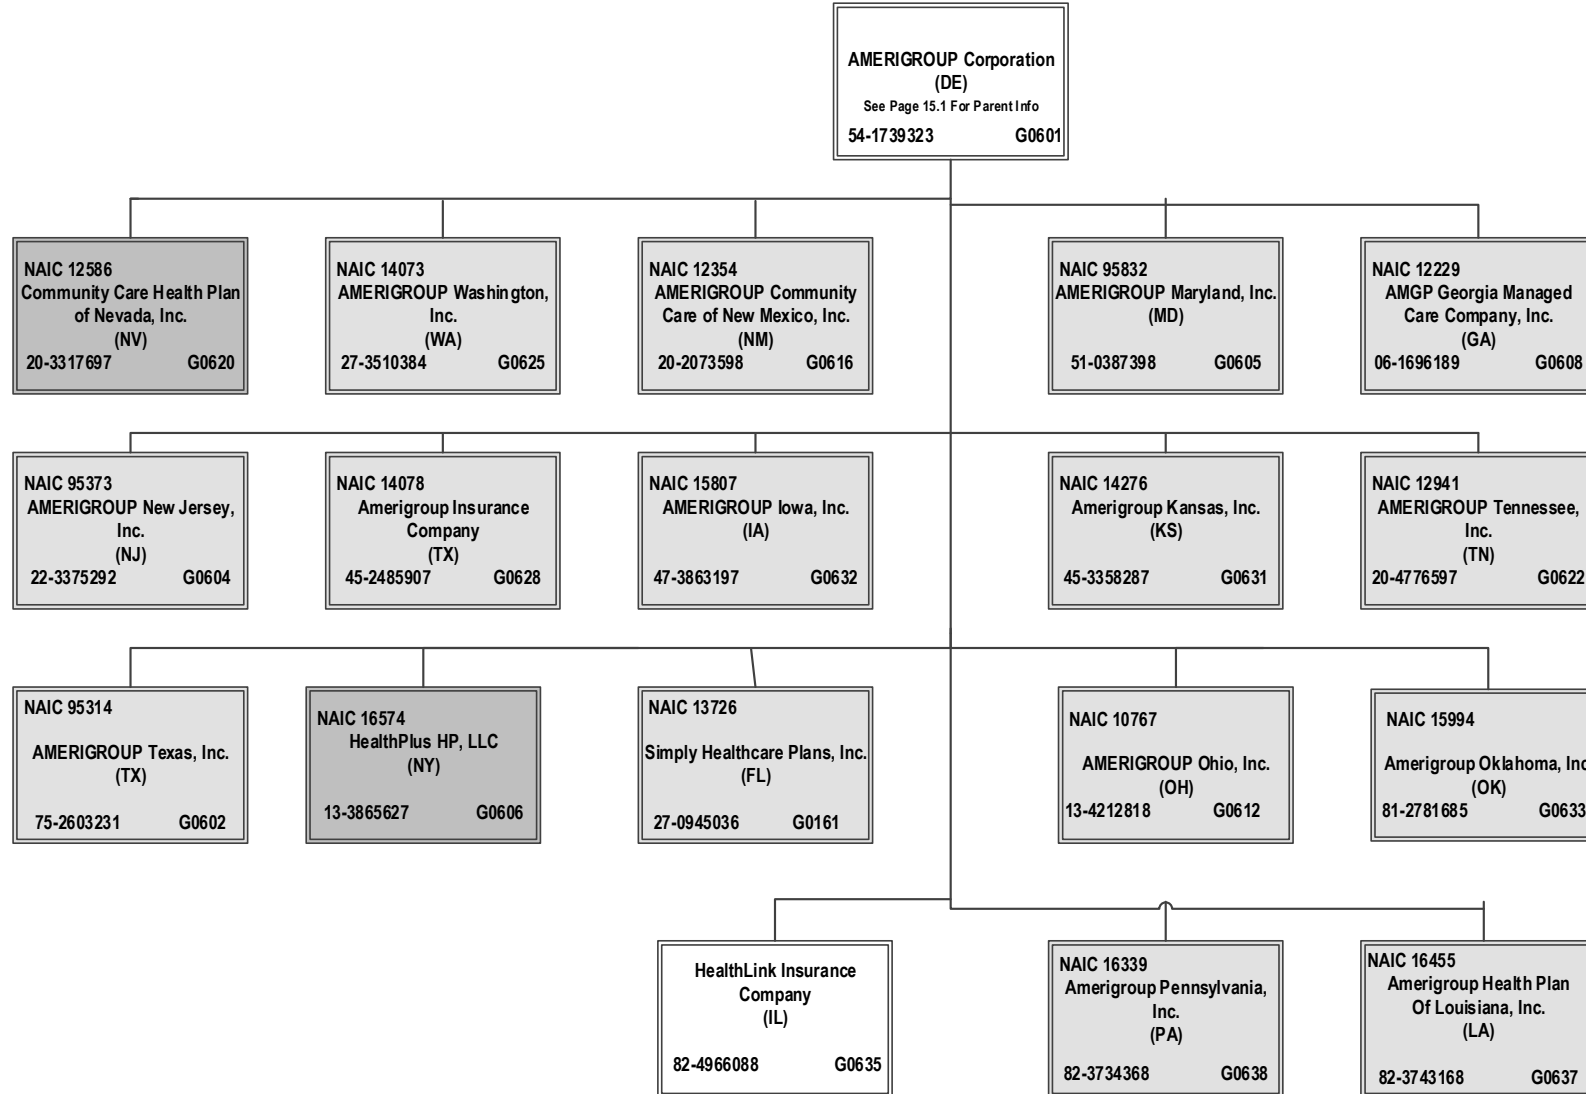 AMERIGROUP Corporation
(DE)
See Page 15.1 For Parent Info
54-1739323 G0601
NAIC 12586
Community Care Health Plan
of Nevada, Inc.
(NV)
20-3317697 G0620
NAIC 14073
AMERIGROUP Washington,
Inc.
(WA)
27-3510384 G0625
NAIC 12354
AMERIGROUP Community
Care of New Mexico, Inc.
(NM)
20-2073598 G0616
NAIC 95832
AMERIGROUP Maryland, Inc.
(MD)
51-0387398 G0605
NAIC 12229
AMGP Georgia Managed
Care Company, Inc.
(GA)
06-1696189 G0608
NAIC 95373
AMERIGROUP New Jersey,
Inc.
(NJ)
22-3375292 G0604
NAIC 14078
Amerigroup Insurance
Company
(TX)
45-2485907 G0628
NAIC 15807
AMERIGROUP Iowa, Inc.
(IA)
47-3863197 G0632
NAIC 14276
Amerigroup Kansas, Inc.
(KS)
45-3358287 G0631
NAIC 12941
AMERIGROUP Tennessee,
Inc.
(TN)
20-4776597 G0622
NAIC 95314
AMERIGROUP Texas, Inc.
(TX)
75-2603231 G0602
NAIC 16574
HealthPlus HP, LLC
(NY)
13-3865627 G0606
NAIC 13726
Simply Healthcare Plans, Inc.
(FL)
27-0945036 G0161
NAIC 10767
AMERIGROUP Ohio, Inc.
(OH)
13-4212818 G0612
NAIC 15994
Amerigroup Oklahoma, Inc
(OK)
81-2781685 G0633
HealthLink Insurance
Company
(IL)
82-4966088 G0635
NAIC 16339
Amerigroup Pennsylvania,
Inc.
(PA)
82-3734368 G0638
NAIC 16455
Amerigroup Health Plan
Of Louisiana, Inc.
(LA)
82-3743168 G0637